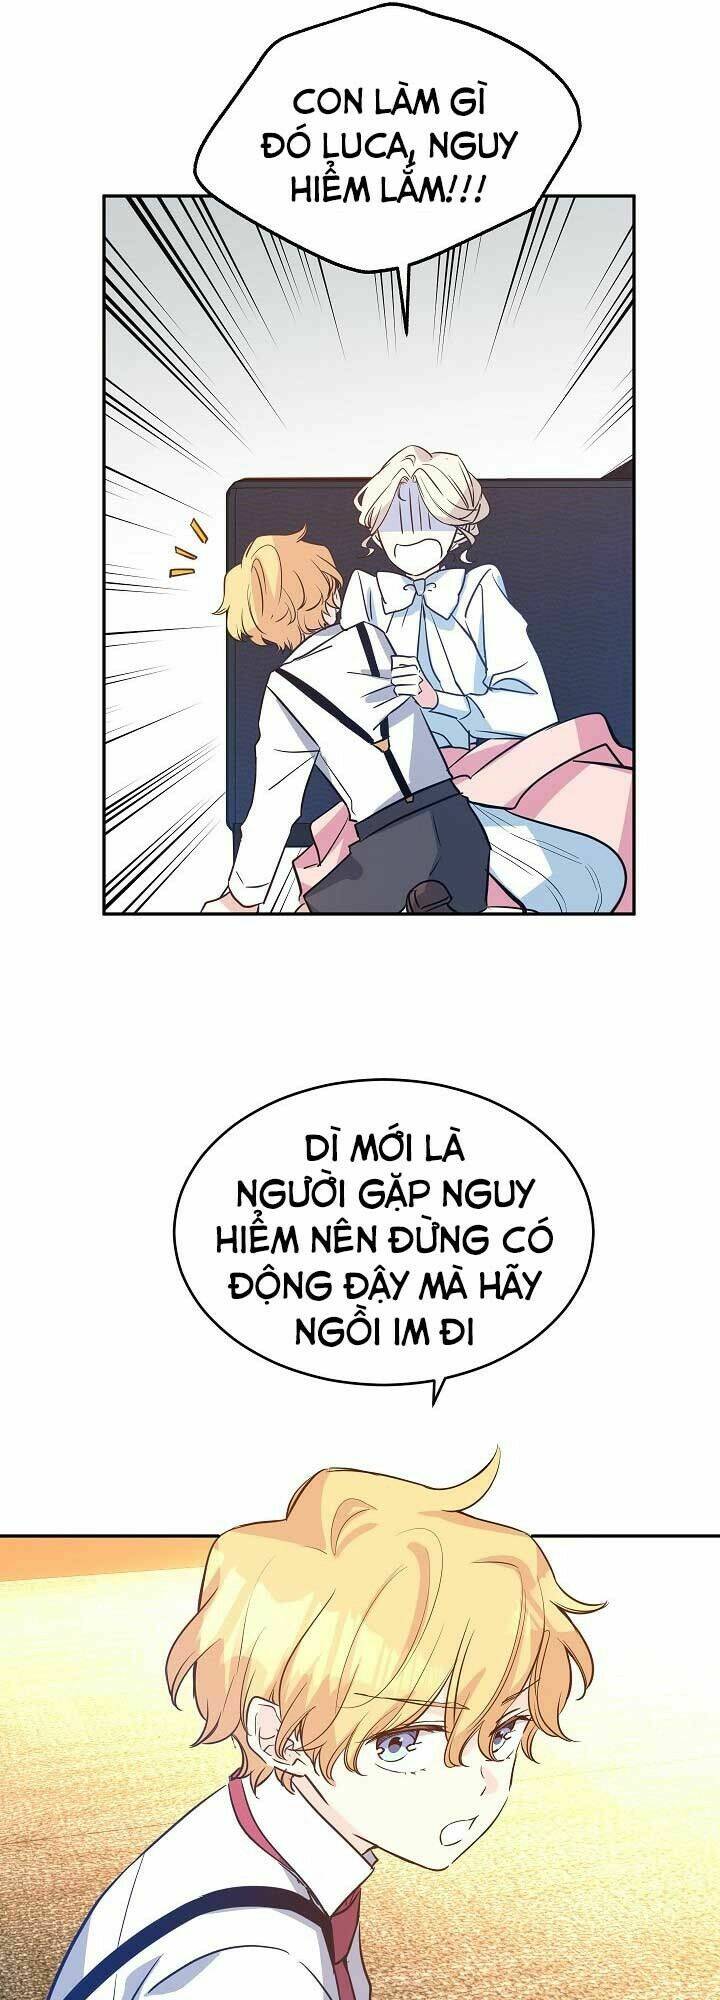 CON LÀM GÌ
ĐÓ LUCA, NGUY
HIỂM LẮM!!!
DÌ MỚI LÀ
NGƯỜI GẶP NGUY
HIỂM NÊN ĐỪNG CÓ
ĐỘNG ĐẬY MÀ HÃY
NGỒI IM ĐI